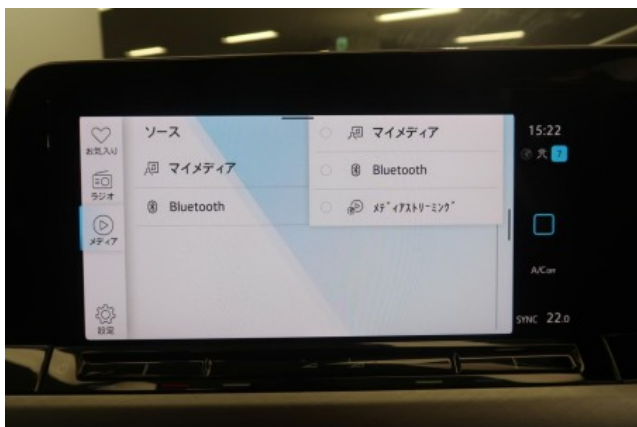 お気入り
ラジオ
メディア
設定
ソース
マイメディア
Bluetooth
マイメディア
Bluetooth
ﾒﾃﾞｨｱｽﾄﾘｰﾐﾝｸﾞ
15:22
7
A/C
SYNC 22.0